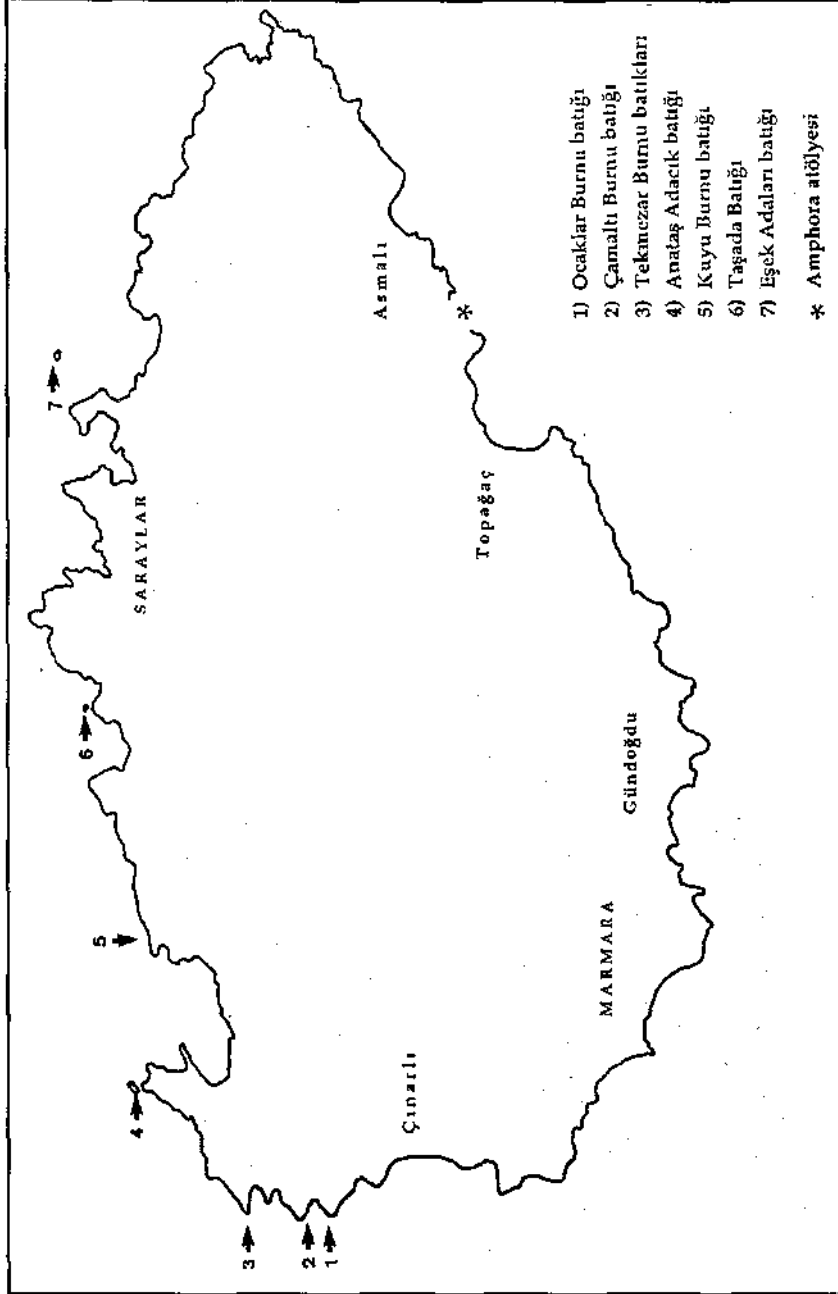 SARAYLAR
Asmalı
Topağaç
Gündoğdu
MARMARA
Çınarlı
1
2
3
4
5
6
7
*
1) Ocaklar Burnu batığı
2) Çamaltı Burnu batığı
3) Tekmezar Burnu batıkları
4) Anataş Adacık batığı
5) Kuyu Burnu batığı
6) Taşada Batığı
7) Eşek Adaları batığı
* Amphora atölyesi